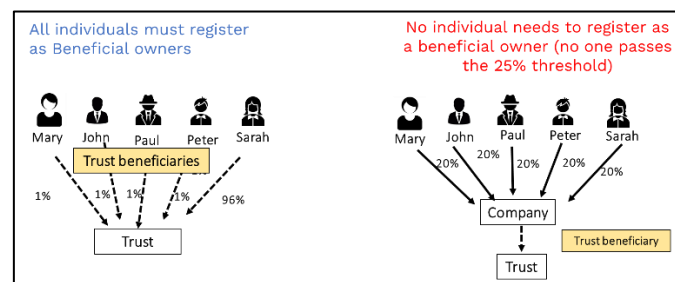 All individuals must register
as Beneficial owners
Mary
John
Paul
Peter
Sarah
Trust beneficiaries
1%
1%
1%
1%
96%
Trust
No individual needs to register as
a beneficial owner (no one passes
the 25% threshold)
Mary
John
Paul
Peter
Sarah
20%
20%
20%
20%
20%
Company
Trust beneficiary
Trust